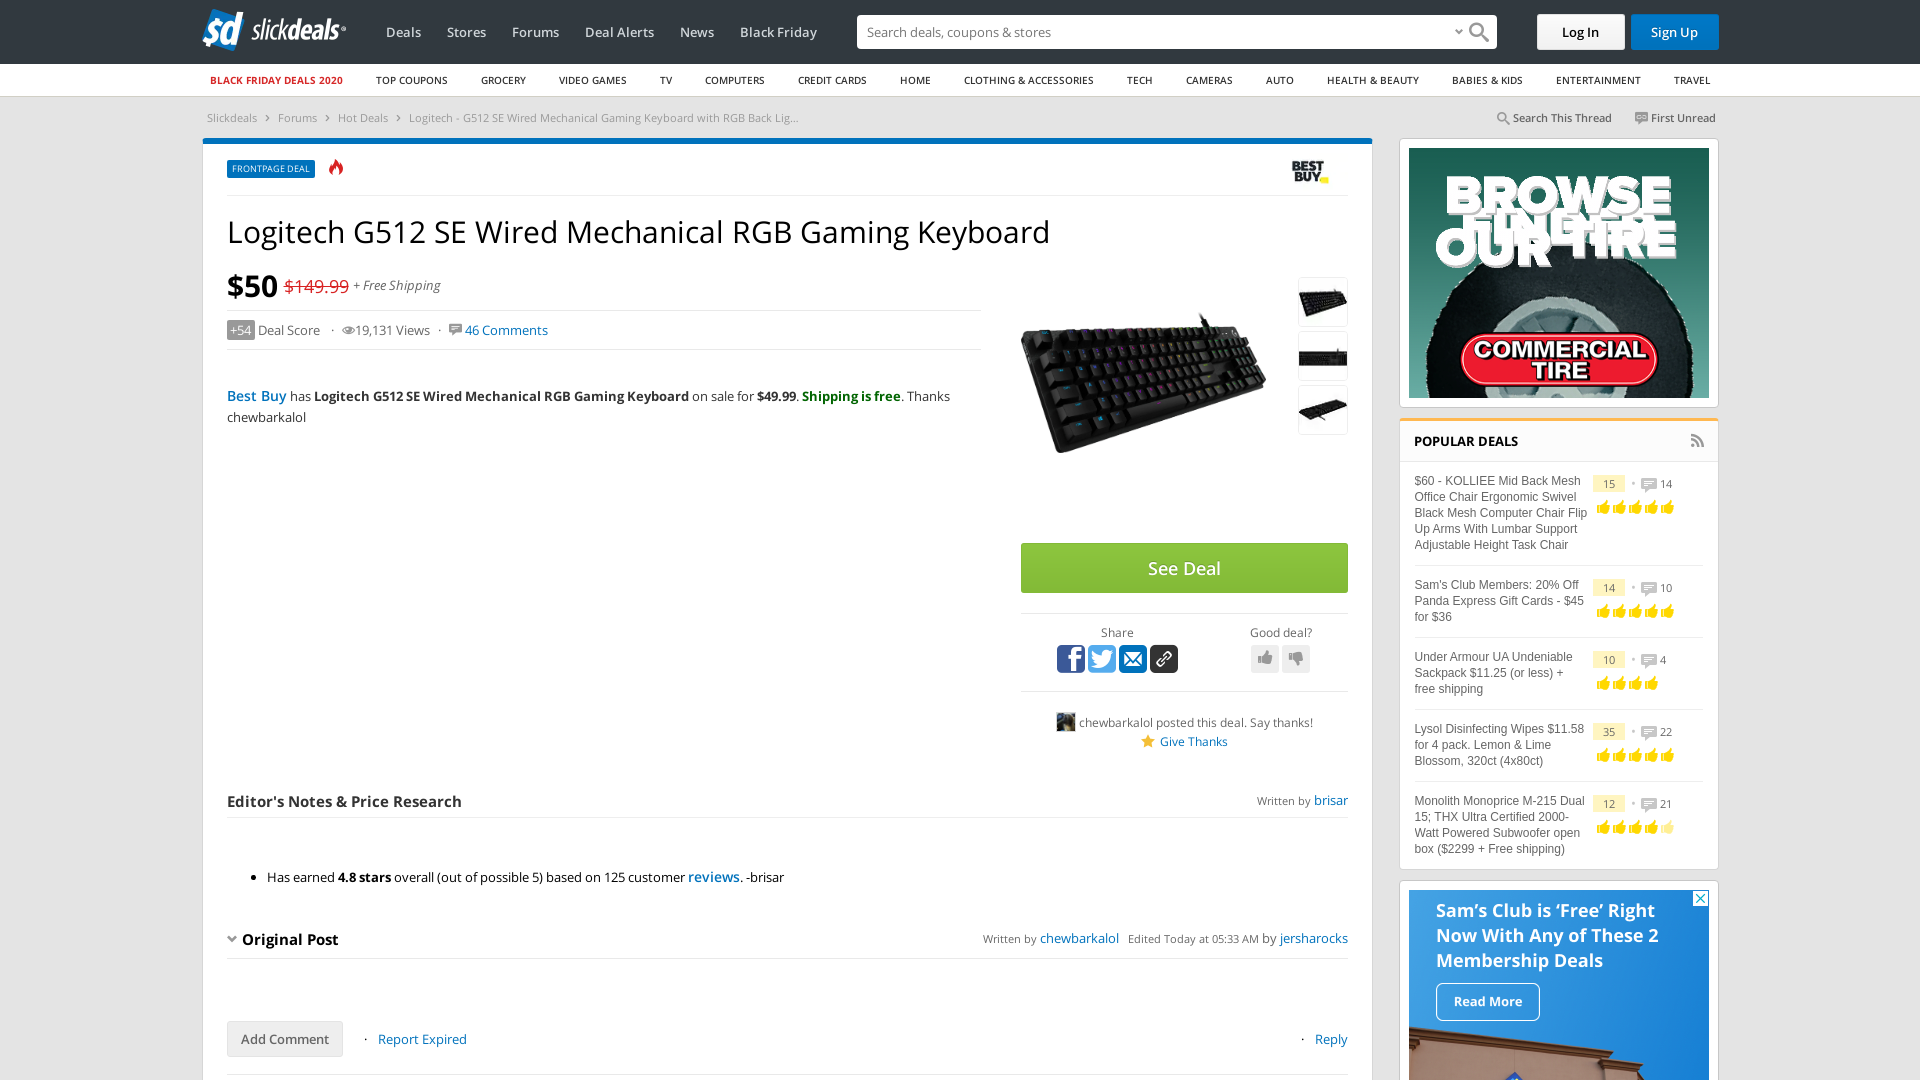 sd slickdeals
Deals
Stores
Forums
Deal Alerts
News
Black Friday
Search deals, coupons & stores
Log In
Sign Up
BLACK FRIDAY DEALS 2020
TOP COUPONS
GROCERY
VIDEO GAMES
TV
COMPUTERS
CREDIT CARDS
HOME
CLOTHING & ACCESSORIES
TECH
CAMERAS
AUTO
HEALTH & BEAUTY
BABIES & KIDS
ENTERTAINMENT
TRAVEL
Slickdeals › Forums › Hot Deals › Logitech - G512 SE Wired Mechanical Gaming Keyboard with RGB Back Lig...
Search This Thread
First Unread
FRONTPAGE DEAL
BEST
BUY
Logitech G512 SE Wired Mechanical RGB Gaming Keyboard
$50 $149.99 + Free Shipping
+54 Deal Score · 19,131 Views · 46 Comments
Best Buy has Logitech G512 SE Wired Mechanical RGB Gaming Keyboard on sale for $49.99. Shipping is free. Thanks
chewbarkalol
See Deal
Share
Good deal?
chewbarkalol posted this deal. Say thanks!
Give Thanks
Editor's Notes & Price Research
Written by brisar
• Has earned 4.8 stars overall (out of possible 5) based on 125 customer reviews. -brisar
Original Post
Written by chewbarkalol Edited Today at 05:33 AM by jersharocks
Add Comment
· Report Expired
· Reply
BROWSE
FIND THE
OUR TIRE
TIRE
COMMERCIAL
TIRE
POPULAR DEALS
$60 - KOLLIEE Mid Back Mesh
Office Chair Ergonomic Swivel
Black Mesh Computer Chair Flip
Up Arms With Lumbar Support
Adjustable Height Task Chair
15 • 14
Sam's Club Members: 20% Off
Panda Express Gift Cards - $45
for $36
14 • 10
Under Armour UA Undeniable
Sackpack $11.25 (or less) +
free shipping
10 • 4
Lysol Disinfecting Wipes $11.58
for 4 pack. Lemon & Lime
Blossom, 320ct (4x80ct)
35 • 22
Monolith Monoprice M-215 Dual
15; THX Ultra Certified 2000-
Watt Powered Subwoofer open
box ($2299 + Free shipping)
12 • 21
Sam's Club is 'Free' Right
Now With Any of These 2
Membership Deals
Read More